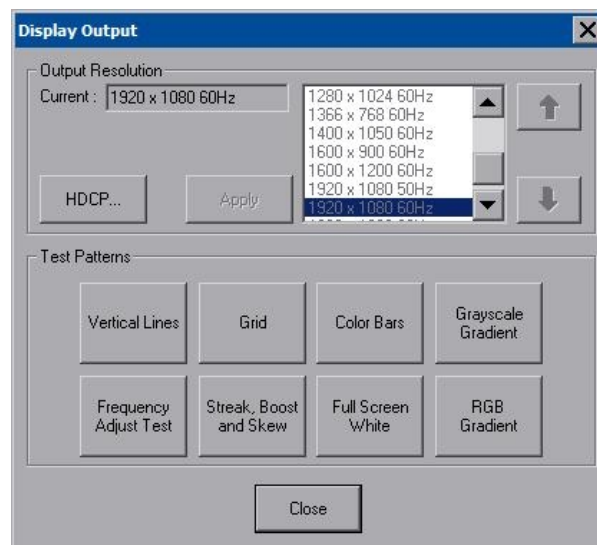 Display Output
Output Resolution
Current : 1920 x 1080 60Hz
1280 x 1024 60Hz
1366 x 768 60Hz
1400 x 1050 60Hz
1600 x 900 60Hz
1600 x 1200 60Hz
1920 x 1080 50Hz
1920 x 1080 60Hz
HDCP...
Apply
Test Patterns
Vertical Lines
Grid
Color Bars
Grayscale
Gradient
Frequency
Adjust Test
Streak, Boost
and Skew
Full Screen
White
RGB
Gradient
Close